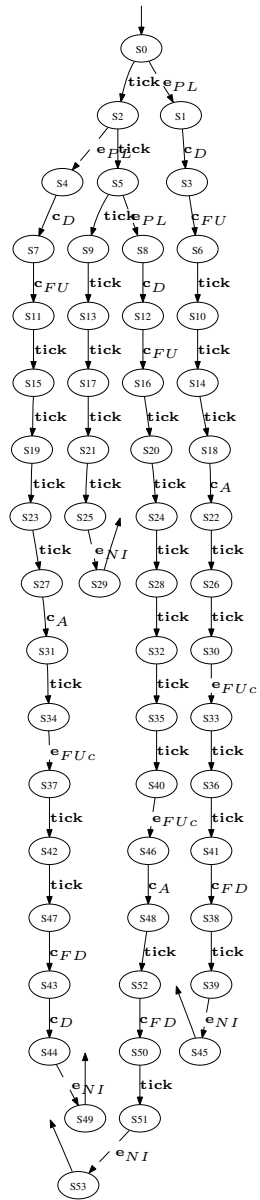 S0
tick e_PL
S2 S1
e_PL tick c_D
S4 S5 S3
c_D tick e_PL c_FU
S7 S9 S8 S6
c_FU tick c_D tick
S11 S13 S12 S10
tick tick c_FU tick
S15 S17 S16 S14
tick tick tick tick
S19 S21 S20 S18
tick tick tick c_A
S23 S25 S24 S22
tick e_NI tick tick
S27 S29 S28 S26
c_A tick tick
S31 S32 S30
tick tick e_FUc
S34 S35 S33
e_FUc tick tick
S37 S40 S36
tick e_FUc tick
S42 S46 S41
tick c_A c_FD
S47 S48 S38
c_FD tick tick
S43 S52 S39
c_D c_FD e_NI
S44 S50 S45
e_NI tick
S49 S51
e_NI
S53